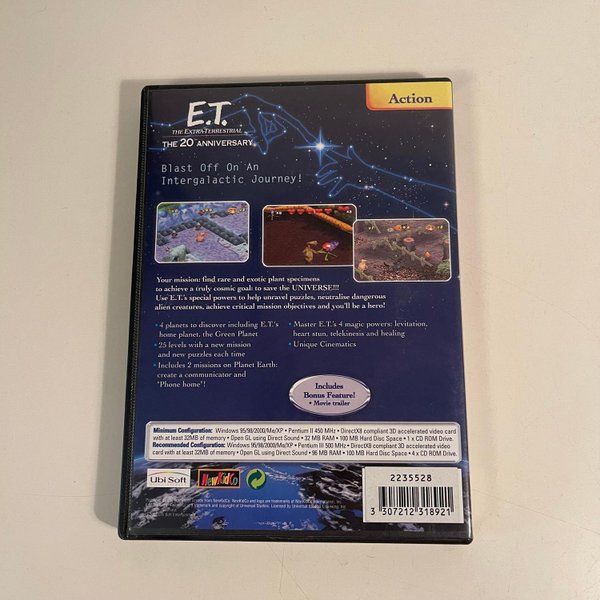 Action
E.T.
THE EXTRA-TERRESTRIAL
THE 20TH ANNIVERSARY
Blast Off On An
Intergalactic Journey!
Your mission: find rare and exotic plant specimens
to achieve a truly cosmic goal: to save the UNIVERSE!!!
Use E.T.'s special powers to help unravel puzzles, neutralise dangerous
alien creatures, achieve critical mission objectives and you'll be a hero!
• 4 planets to discover including E.T.'s
home planet, the Green Planet
• 25 levels with a new mission
and new puzzles each time
• Includes 2 missions on Planet Earth:
create a communicator and
"Phone home"!
• Master E.T.'s 4 magic powers: levitation,
heart stun, telekinesis and healing
• Unique Cinematics
Includes
Bonus Feature!
• Movie trailer
Minimum Configuration: Windows 95/98/2000/Me/XP • Pentium II 450 MHz • DirectX8 compliant 3D accelerated video card
with at least 32MB of memory • Open GL using Direct Sound • 32 MB RAM • 100 MB Hard Disc Space • 1 x CD ROM Drive.
Recommended Configuration: Windows 95/98/2000/Me/XP • Pentium III 500 MHz • DirectX8 compliant 3D accelerated video
card with at least 32MB of memory • Open GL using Direct Sound • 96 MB RAM • 100 MB Hard Disc Space • 4 x CD ROM Drive.
Ubi Soft
NewKidCo
2235528
3 307212 318921